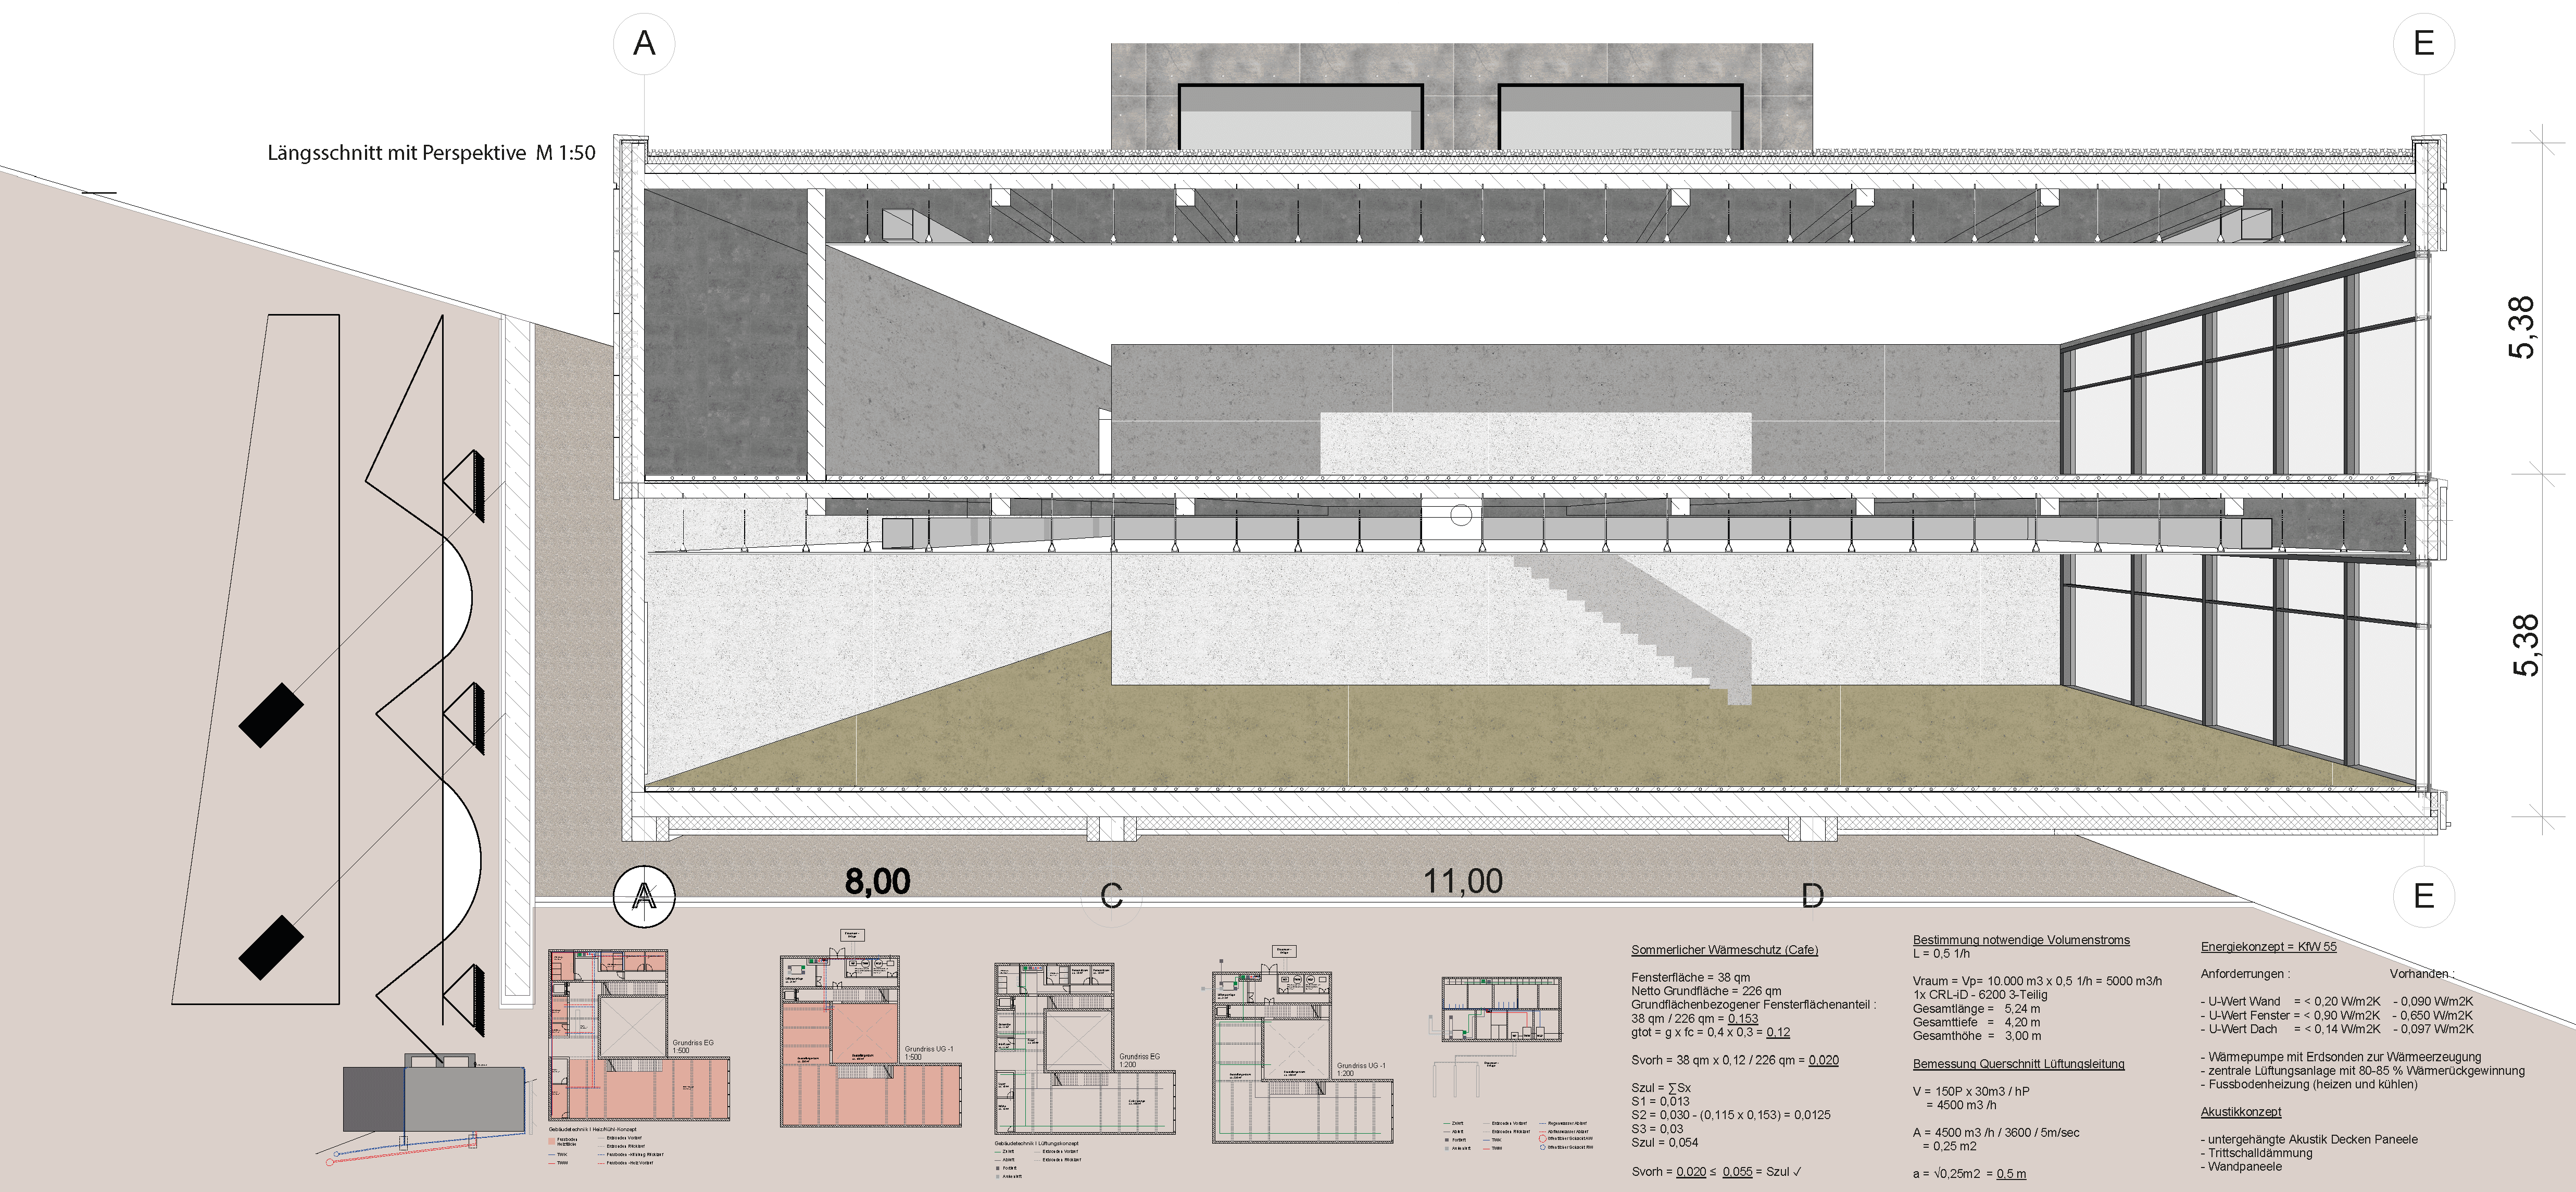 A
E
Längsschnitt mit Perspektive M 1:50
5,38
5,38
A
8,00
C
11,00
D
E
Grundriss EG
1:500
Grundriss UG -1
1:500
Grundriss EG
1:200
Grundriss UG -1
1:200
Gebäudetechnik I Heiz/Kühl-Konzept
Gebäudetechnik I Lüftungskonzept
Sommerlicher Wärmeschutz (Cafe)
Fensterfläche = 38 qm
Netto Grundfläche = 226 qm
Grundflächenbezogener Fensterflächenanteil :
38 qm / 226 qm = 0,153
gtot = g x fc = 0,4 x 0,3 = 0,12
Svorh = 38 qm x 0,12 / 226 qm = 0,020
Szul = ∑Sx
S1 = 0,013
S2 = 0,030 - (0,115 x 0,153) = 0,0125
S3 = 0,03
Szul = 0,054
Svorh = 0,020 ≤ 0,055 = Szul ✓
Bestimmung notwendige Volumenstroms
L = 0,5 1/h
Vraum = Vp= 10.000 m3 x 0,5 1/h = 5000 m3/h
1x CRL-iD - 6200 3-Teilig
Gesamtlänge = 5,24 m
Gesamttiefe = 4,20 m
Gesamthöhe = 3,00 m
Bemessung Querschnitt Lüftungsleitung
V = 150P x 30m3 / hP
= 4500 m3 /h
A = 4500 m3 /h / 3600 / 5m/sec
= 0,25 m2
a = √0,25m2 = 0,5 m
Energiekonzept = KfW 55
Anforderrungen : Vorhanden :
- U-Wert Wand = < 0,20 W/m2K - 0,090 W/m2K
- U-Wert Fenster = < 0,90 W/m2K - 0,650 W/m2K
- U-Wert Dach = < 0,14 W/m2K - 0,097 W/m2K
- Wärmepumpe mit Erdsonden zur Wärmeerzeugung
- zentrale Lüftungsanlage mit 80-85 % Wärmerückgewinnung
- Fussbodenheizung (heizen und kühlen)
Akustikkonzept
- untergehängte Akustik Decken Paneele
- Trittschalldämmung
- Wandpaneele